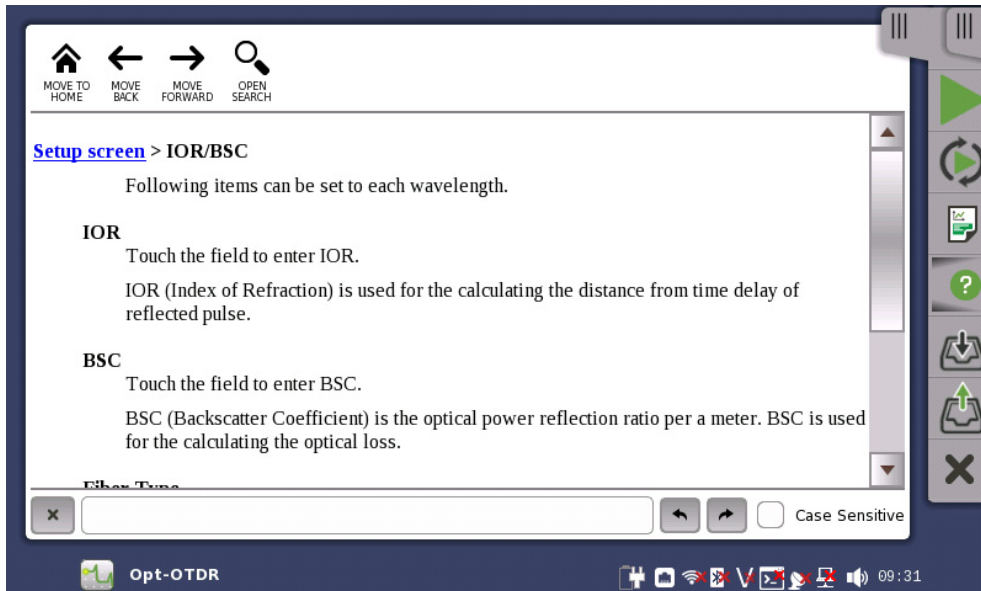 MOVE TO
HOME
MOVE
BACK
MOVE
FORWARD
OPEN
SEARCH
Setup screen > IOR/BSC
Following items can be set to each wavelength.
IOR
Touch the field to enter IOR.
IOR (Index of Refraction) is used for the calculating the distance from time delay of
reflected pulse.
BSC
Touch the field to enter BSC.
BSC (Backscatter Coefficient) is the optical power reflection ratio per a meter. BSC is used
for the calculating the optical loss.
Fiber Type
Case Sensitive
Opt-OTDR
09:31